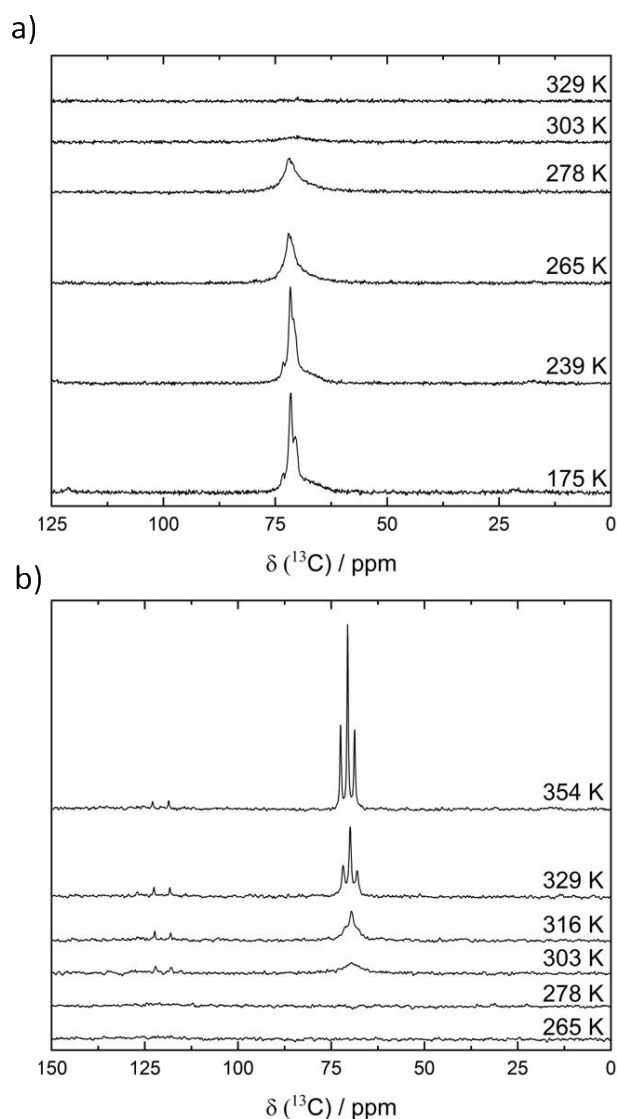 a)
329 K
303 K
278 K
265 K
239 K
175 K
125 100 75 50 25 0
δ (¹³C) / ppm
b)
354 K
329 K
316 K
303 K
278 K
265 K
150 125 100 75 50 25 0
δ (¹³C) / ppm